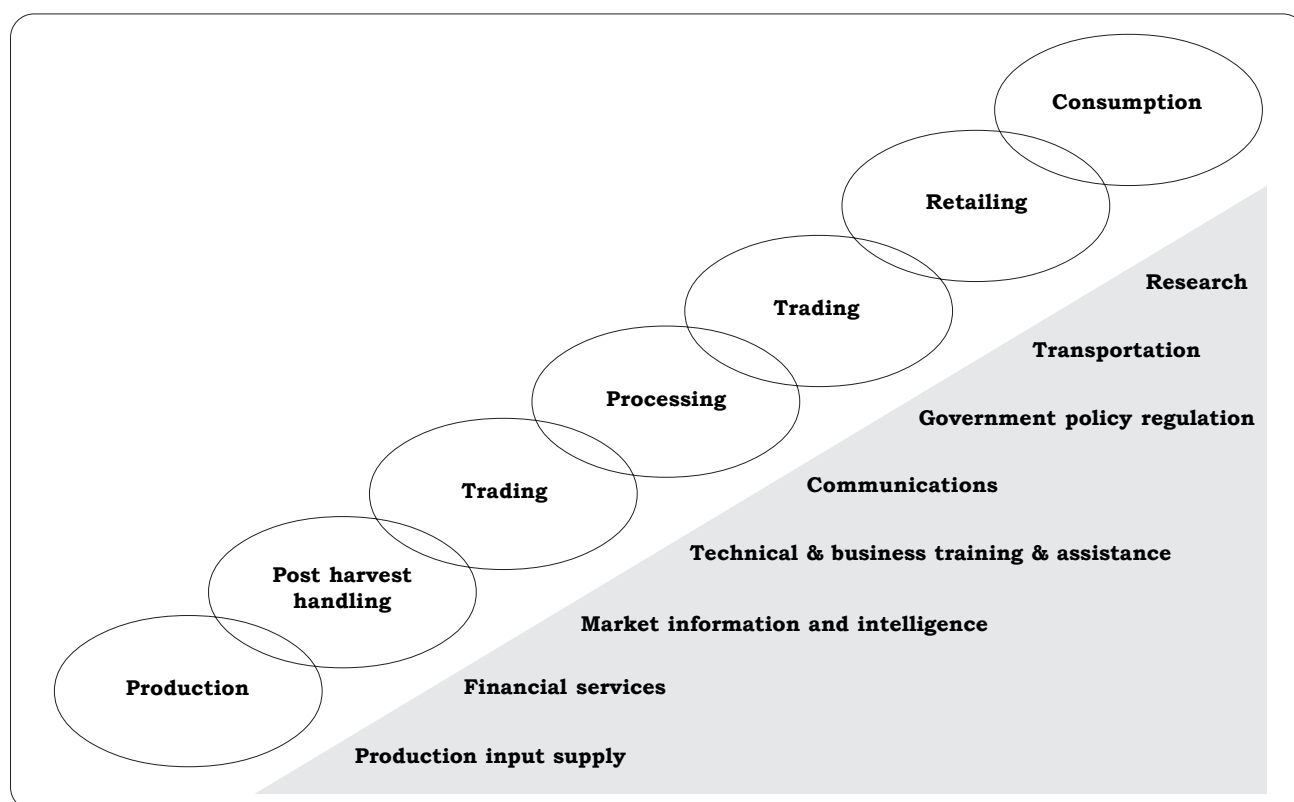 Consumption
Retailing
Research
Trading
Transportation
Processing
Government policy regulation
Communications
Trading
Technical & business training & assistance
Post harvest
handling
Market information and intelligence
Production
Financial services
Production input supply